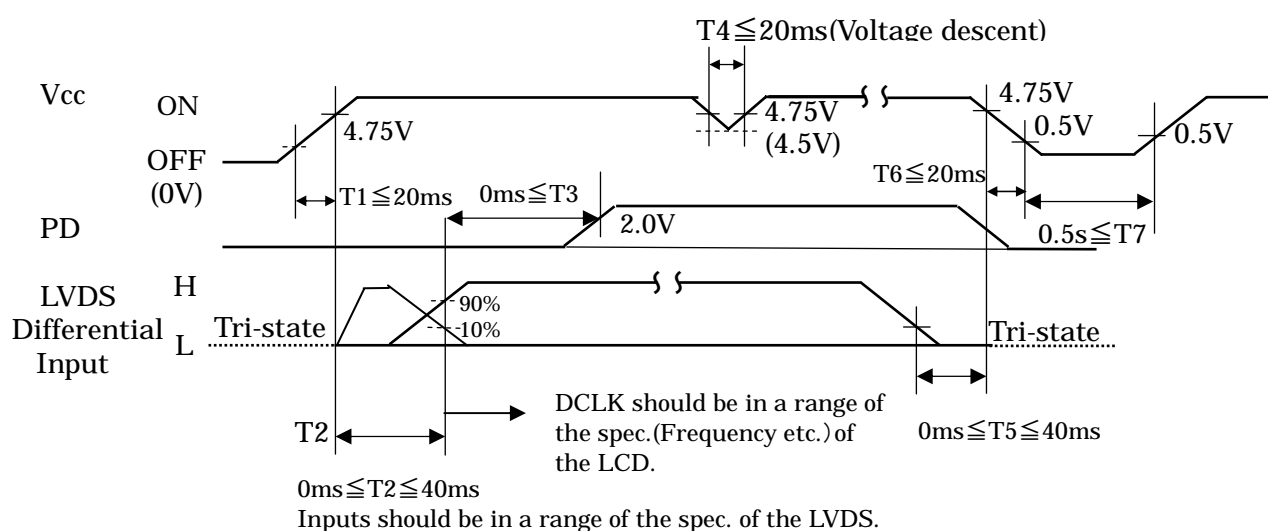 T4≦20ms(Voltage descent)
Vcc
ON
4.75V
4.75V
(4.5V)
4.75V
0.5V
0.5V
OFF
(0V)
T1≦20ms
0ms≦T3
T6≦20ms
PD
2.0V
0.5s≦T7
LVDS
Differential
Input
H
L
90%
10%
Tri-state
Tri-state
T2
DCLK should be in a range of
the spec.(Frequency etc.)of
the LCD.
0ms≦T5≦40ms
0ms≦T2≦40ms
Inputs should be in a range of the spec. of the LVDS.